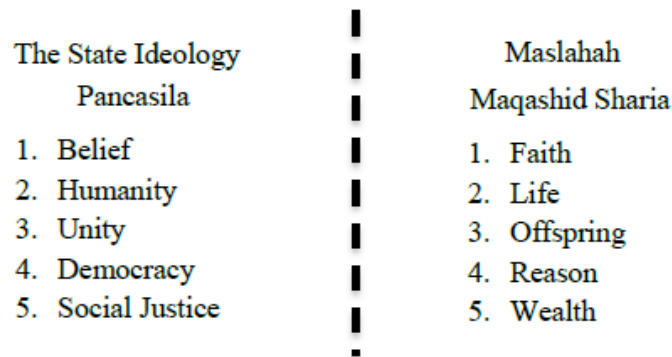 The State Ideology
Pancasila
1. Belief
2. Humanity
3. Unity
4. Democracy
5. Social Justice
Maslahah
Maqashid Sharia
1. Faith
2. Life
3. Offspring
4. Reason
5. Wealth